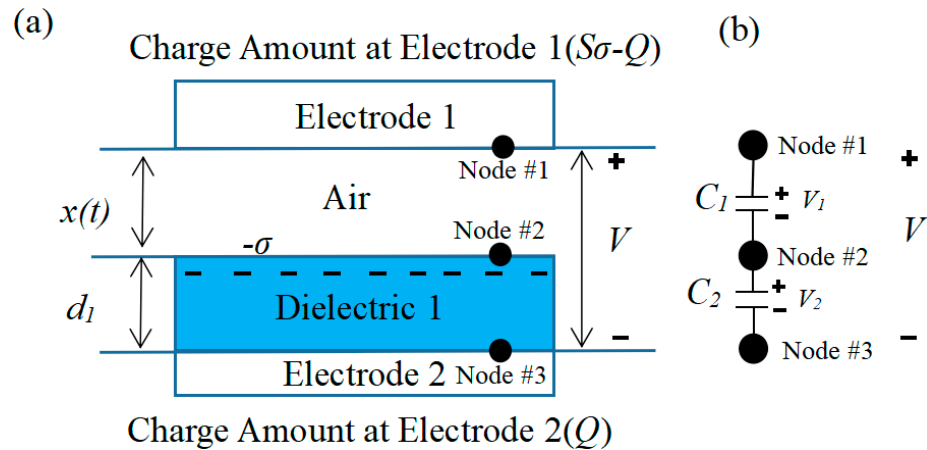 (a)
Charge Amount at Electrode 1(Sσ-Q)
Electrode 1
Node #1
+
x(t)
Air
Node #2
V
-σ
d1
Dielectric 1
-
Electrode 2
Node #3
Charge Amount at Electrode 2(Q)
(b)
Node #1
+
C1
+
-
V1
Node #2
V
C2
+
-
V2
Node #3
-